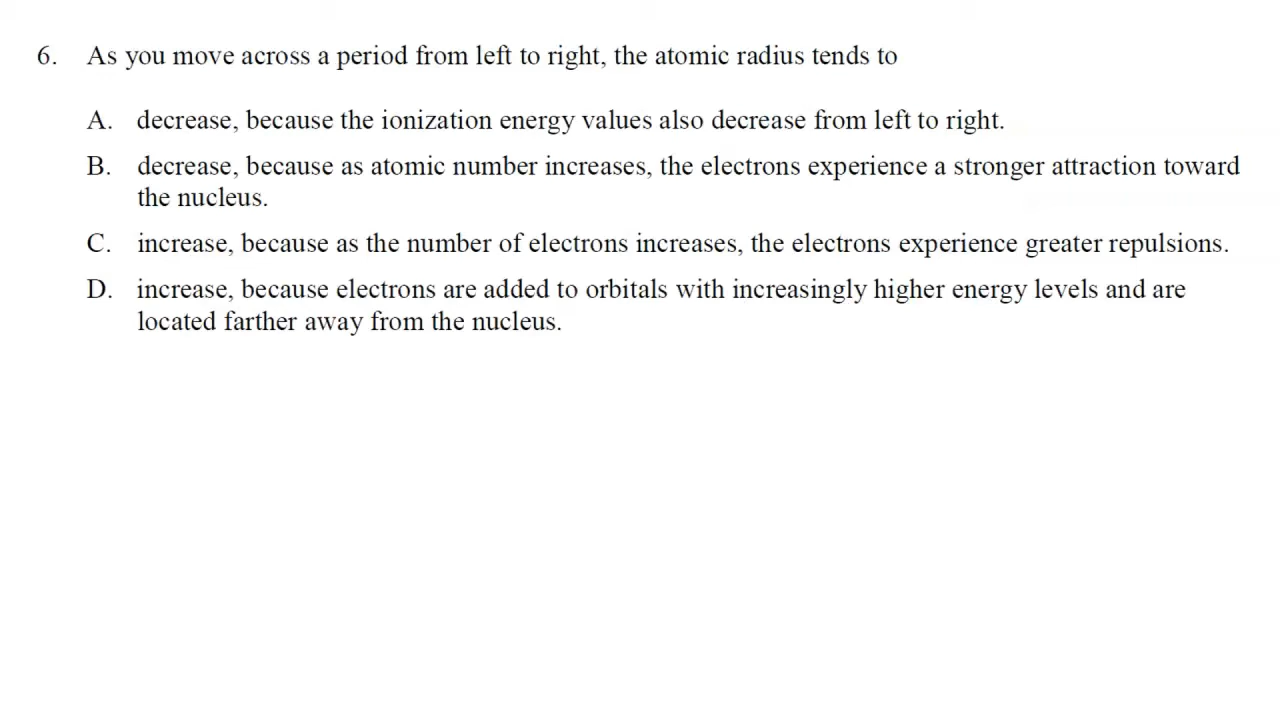 6. As you move across a period from left to right, the atomic radius tends to
A. decrease, because the ionization energy values also decrease from left to right.
B. decrease, because as atomic number increases, the electrons experience a stronger attraction toward
the nucleus.
C. increase, because as the number of electrons increases, the electrons experience greater repulsions.
D. increase, because electrons are added to orbitals with increasingly higher energy levels and are
located farther away from the nucleus.